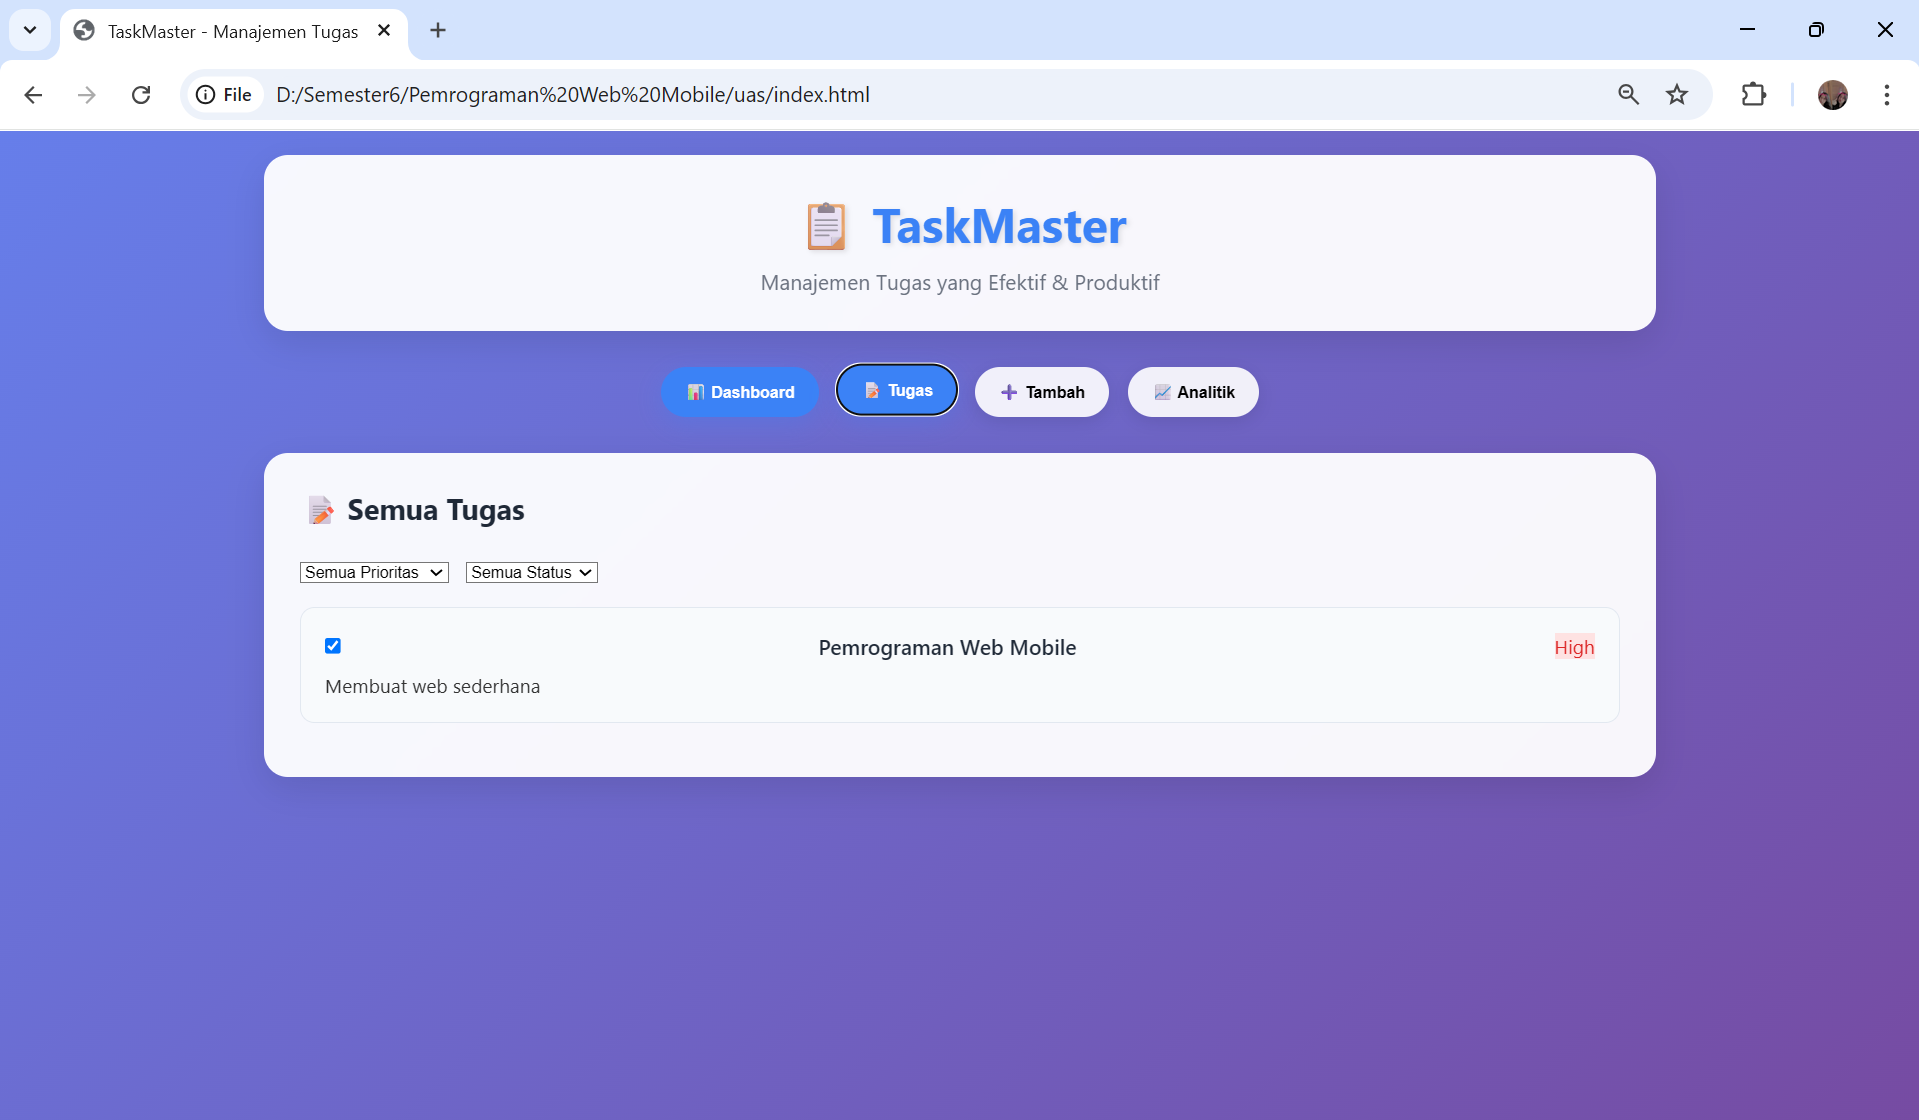 TaskMaster - Manajemen Tugas
File D:/Semester6/Pemrograman%20Web%20Mobile/uas/index.html
TaskMaster
Manajemen Tugas yang Efektif & Produktif
Dashboard Tugas Tambah Analitik
Semua Tugas
Semua Prioritas Semua Status
Pemrograman Web Mobile High
Membuat web sederhana